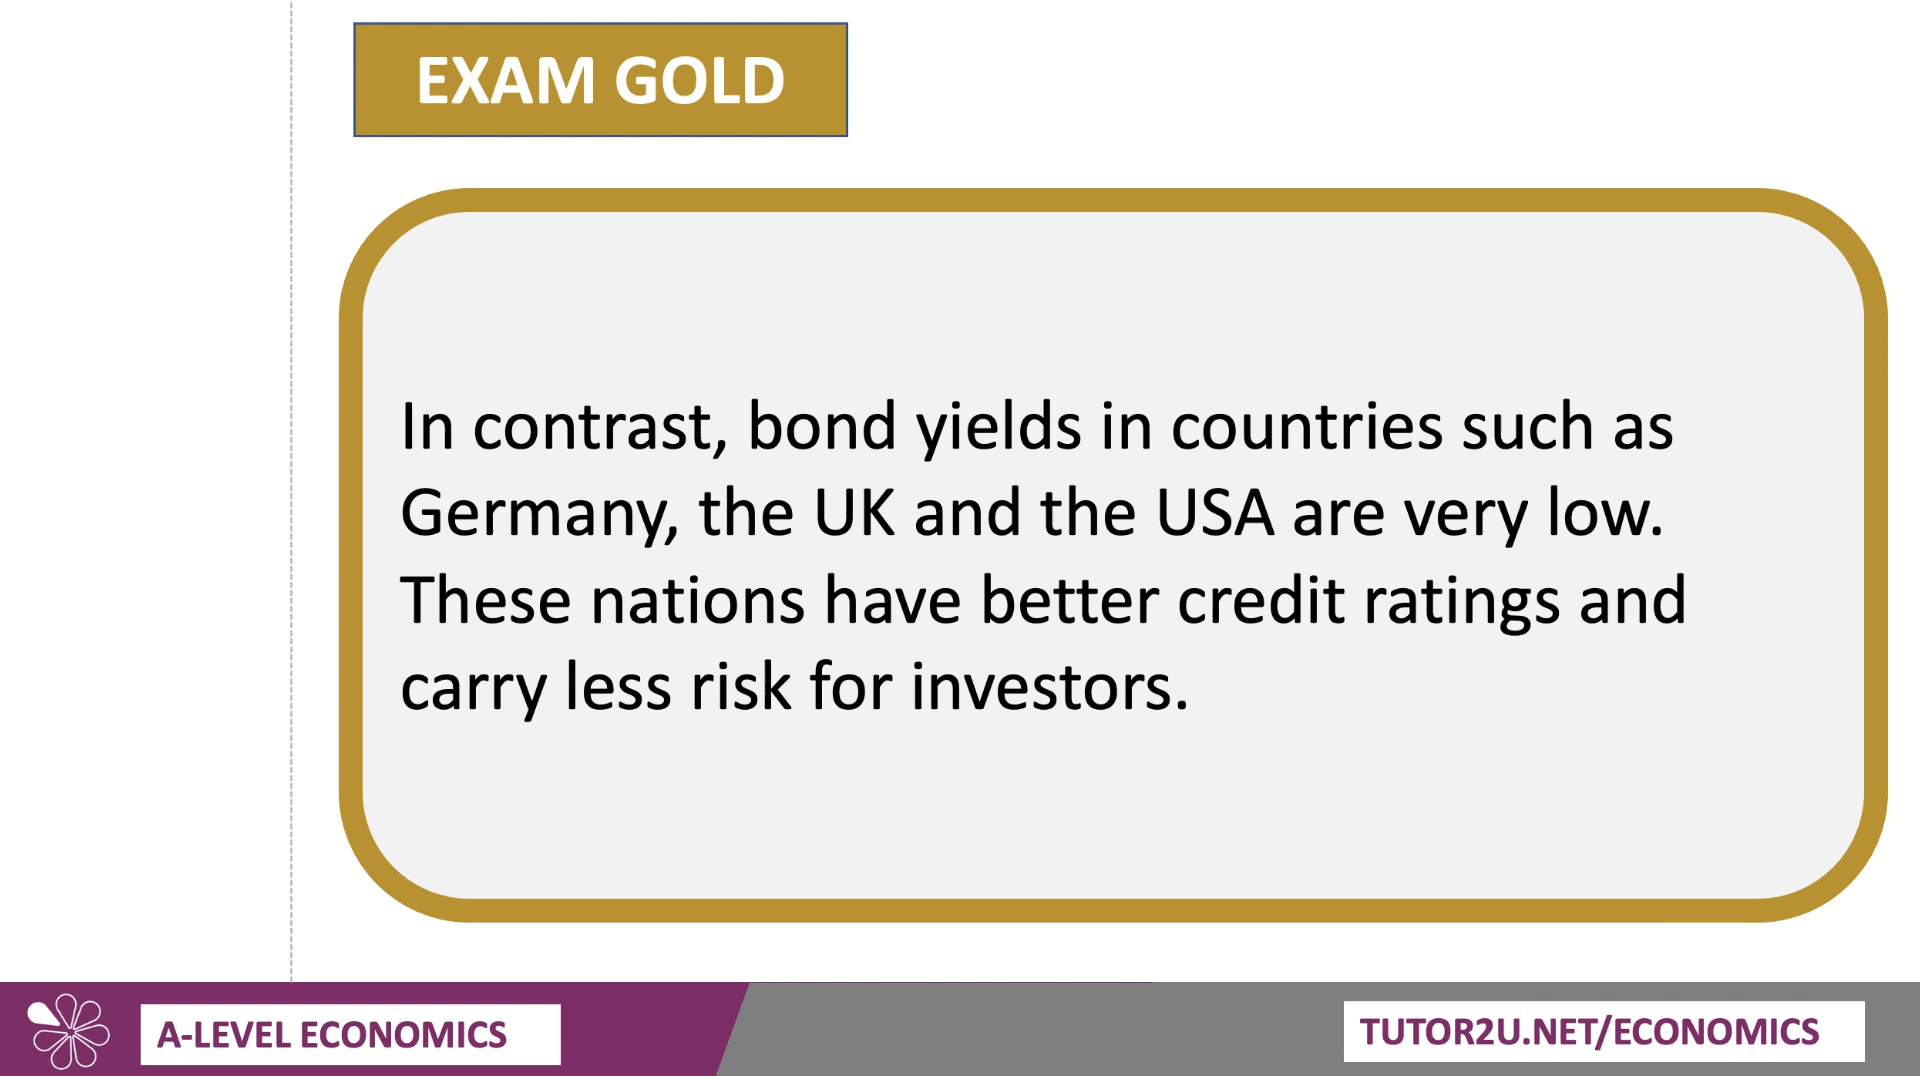 EXAM GOLD
In contrast, bond yields in countries such as
Germany, the UK and the USA are very low.
These nations have better credit ratings and
carry less risk for investors.
A-LEVEL ECONOMICS
TUTOR2U.NET/ECONOMICS